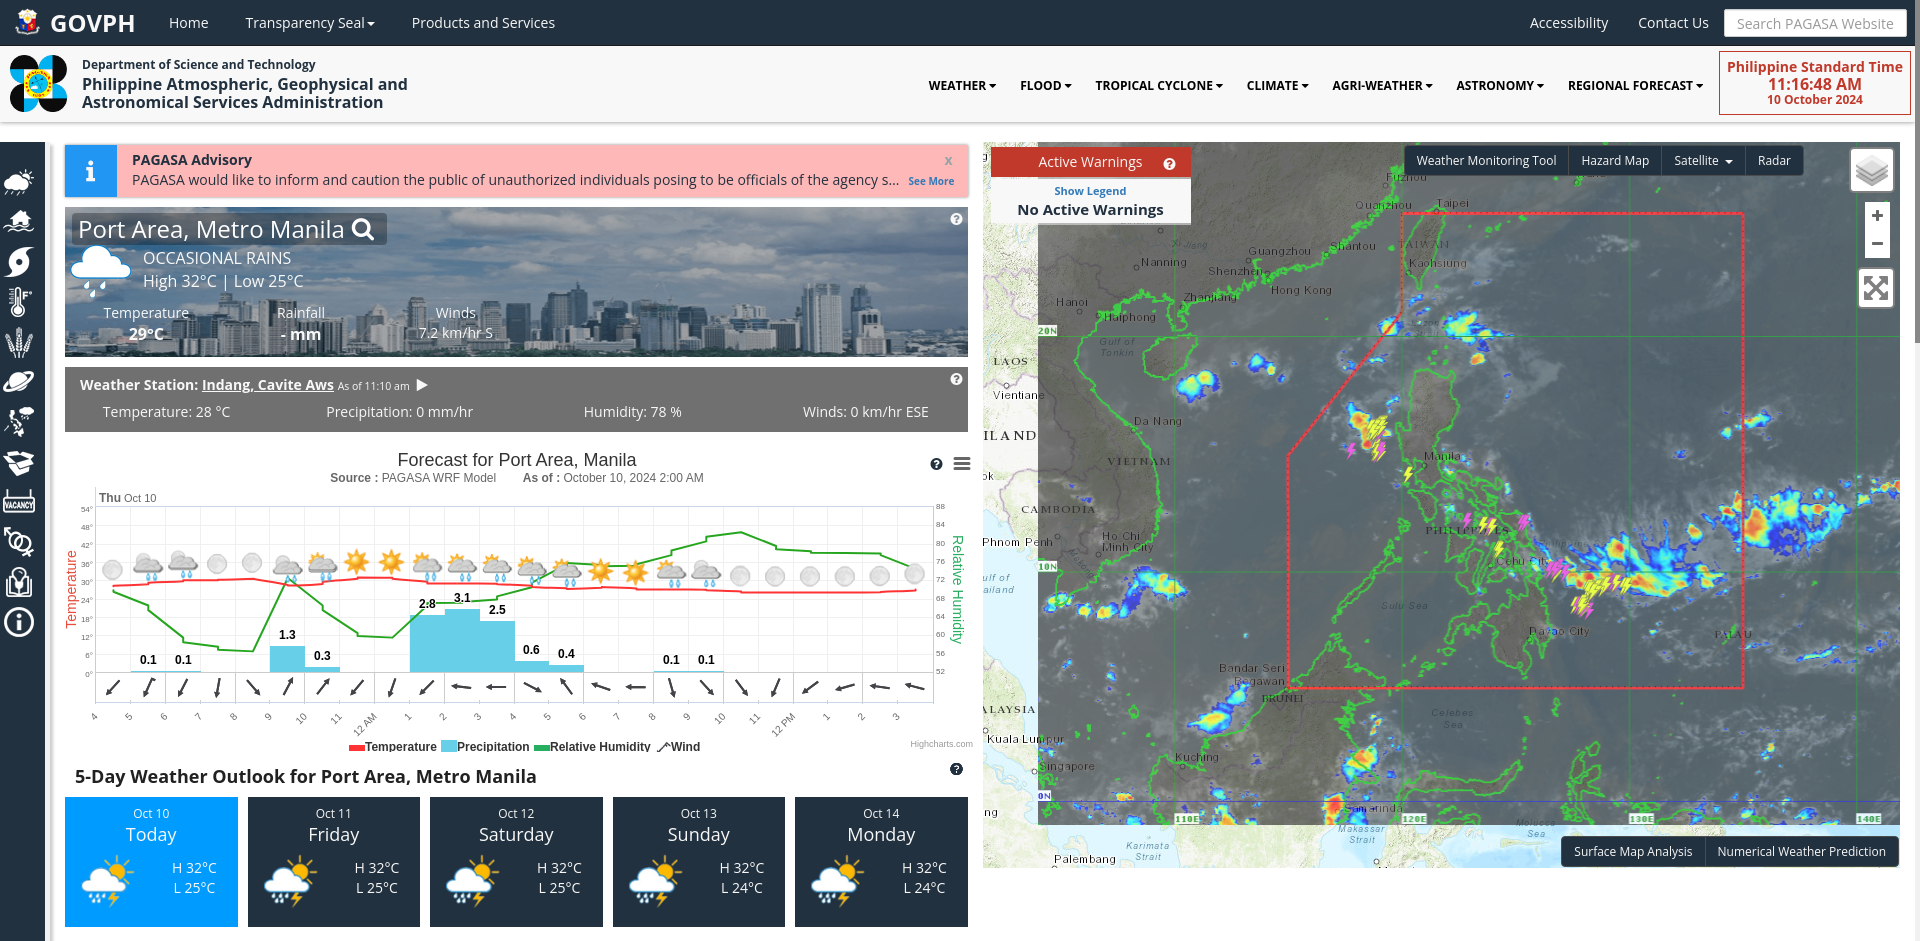 GOVPH
Home
Transparency Seal
Products and Services
Accessibility
Contact Us
Search PAGASA Website
Department of Science and Technology
Philippine Atmospheric, Geophysical and
Astronomical Services Administration
WEATHER
FLOOD
TROPICAL CYCLONE
CLIMATE
AGRI-WEATHER
ASTRONOMY
REGIONAL FORECAST
Philippine Standard Time
11:16:48 AM
10 October 2024
VACANCY
PAGASA Advisory
x
PAGASA would like to inform and caution the public of unauthorized individuals posing to be officials of the agency s...
See More
Port Area, Metro Manila
OCCASIONAL RAINS
High 32°C | Low 25°C
Temperature
Rainfall
Winds
29°C
- mm
7.2 km/hr S
Weather Station: Indang, Cavite Aws As of 11:10 am
Temperature: 28 °C
Precipitation: 0 mm/hr
Humidity: 78 %
Winds: 0 km/hr ESE
Forecast for Port Area, Manila
Source : PAGASA WRF Model
As of : October 10, 2024 2:00 AM
Thu Oct 10
Temperature
54°
48°
42°
36°
30°
24°
18°
12°
6°
0°
Relative Humidity
88
84
80
76
72
68
64
60
56
52
0.1
0.1
1.3
0.3
2.8
3.1
2.5
0.6
0.4
0.1
0.1
4
5
6
7
8
9
10
11
12 AM
1
2
3
4
5
6
7
8
9
10
11
12 PM
1
2
3
Temperature
Precipitation
Relative Humidity
Wind
Highcharts.com
5-Day Weather Outlook for Port Area, Metro Manila
Oct 10
Today
H 32°C
L 25°C
Oct 11
Friday
H 32°C
L 25°C
Oct 12
Saturday
H 32°C
L 25°C
Oct 13
Sunday
H 32°C
L 24°C
Oct 14
Monday
H 32°C
L 24°C
Active Warnings
Show Legend
No Active Warnings
Weather Monitoring Tool
Hazard Map
Satellite
Radar
+
−
Fuzhou
Quanzhou
Taipei
TAIWAN
Kaohsiung
Shantou
Guangzhou
Nanning
Shenzhen
Hong Kong
Zhanjiang
Hanoi
Haiphong
20N
Gulf of
Tonkin
LAOS
Vientiane
Da Nang
ILAND
VIETNAM
Manila
ok
CAMBODIA
PHILIPPINES
Phnom Penh
Ho Chi
Minh City
Cebu City
10N
ulf of
ailand
Sulu Sea
Davao City
PALAU
Bandar Seri
Begawan
BRUNEI
ALAYSIA
Celebes
Sea
Kuala Lumpur
Kuching
Singapore
0N
Samarinda
ng
110E
120E
130E
140E
Makassar
Strait
Molucca
Sea
Karimata
Strait
Palembang
Surface Map Analysis
Numerical Weather Prediction